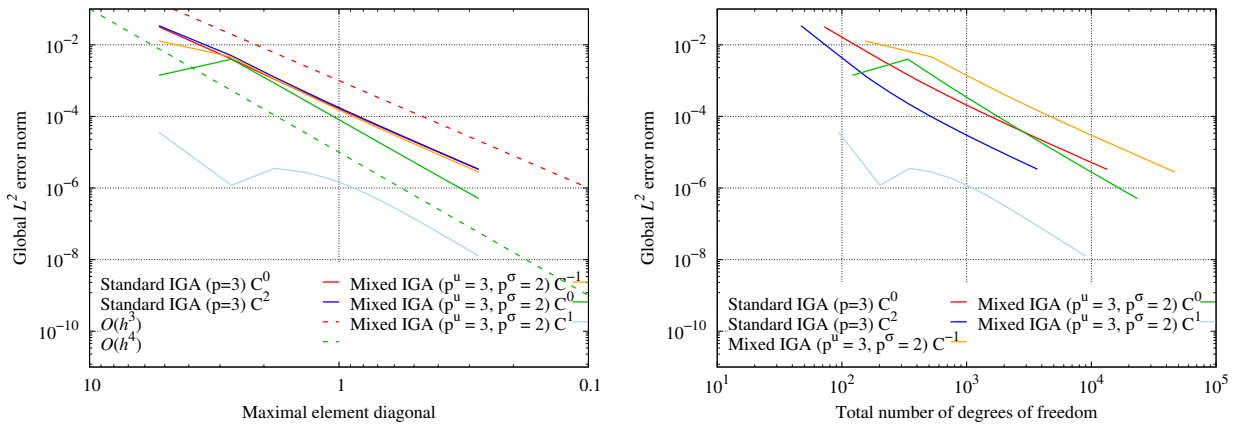 10^{-2}
10^{-4}
10^{-6}
10^{-8}
10^{-10}
Global L^2 error norm
Standard IGA (p=3) C^0
Standard IGA (p=3) C^2
O(h^3)
O(h^4)
Mixed IGA (p^u = 3, p^σ = 2) C^{-1}
Mixed IGA (p^u = 3, p^σ = 2) C^0
Mixed IGA (p^u = 3, p^σ = 2) C^1
10
1
0.1
Maximal element diagonal
10^{-2}
10^{-4}
10^{-6}
10^{-8}
10^{-10}
Global L^2 error norm
Standard IGA (p=3) C^0
Standard IGA (p=3) C^2
Mixed IGA (p^u = 3, p^σ = 2) C^{-1}
Mixed IGA (p^u = 3, p^σ = 2) C^0
Mixed IGA (p^u = 3, p^σ = 2) C^1
10^1
10^2
10^3
10^4
10^5
Total number of degrees of freedom